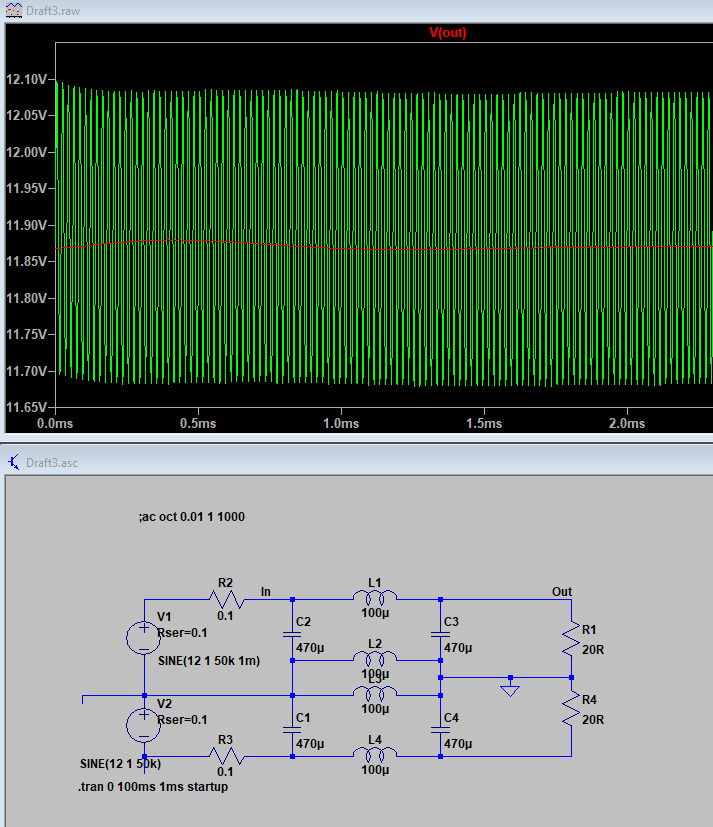 Draft3.raw
V(out)
12.10V
12.05V
12.00V
11.95V
11.90V
11.85V
11.80V
11.75V
11.70V
11.65V
0.0ms 0.5ms 1.0ms 1.5ms 2.0ms
Draft3.asc
;ac oct 0.01 1 1000
R2
0.1
In
L1
100µ
Out
V1
Rser=0.1
SINE(12 1 50k 1m)
C2
470µ
L2
100µ
C3
470µ
R1
20R
L3
100µ
V2
Rser=0.1
SINE(12 1 50k)
R3
0.1
C1
470µ
L4
100µ
C4
470µ
R4
20R
.tran 0 100ms 1ms startup